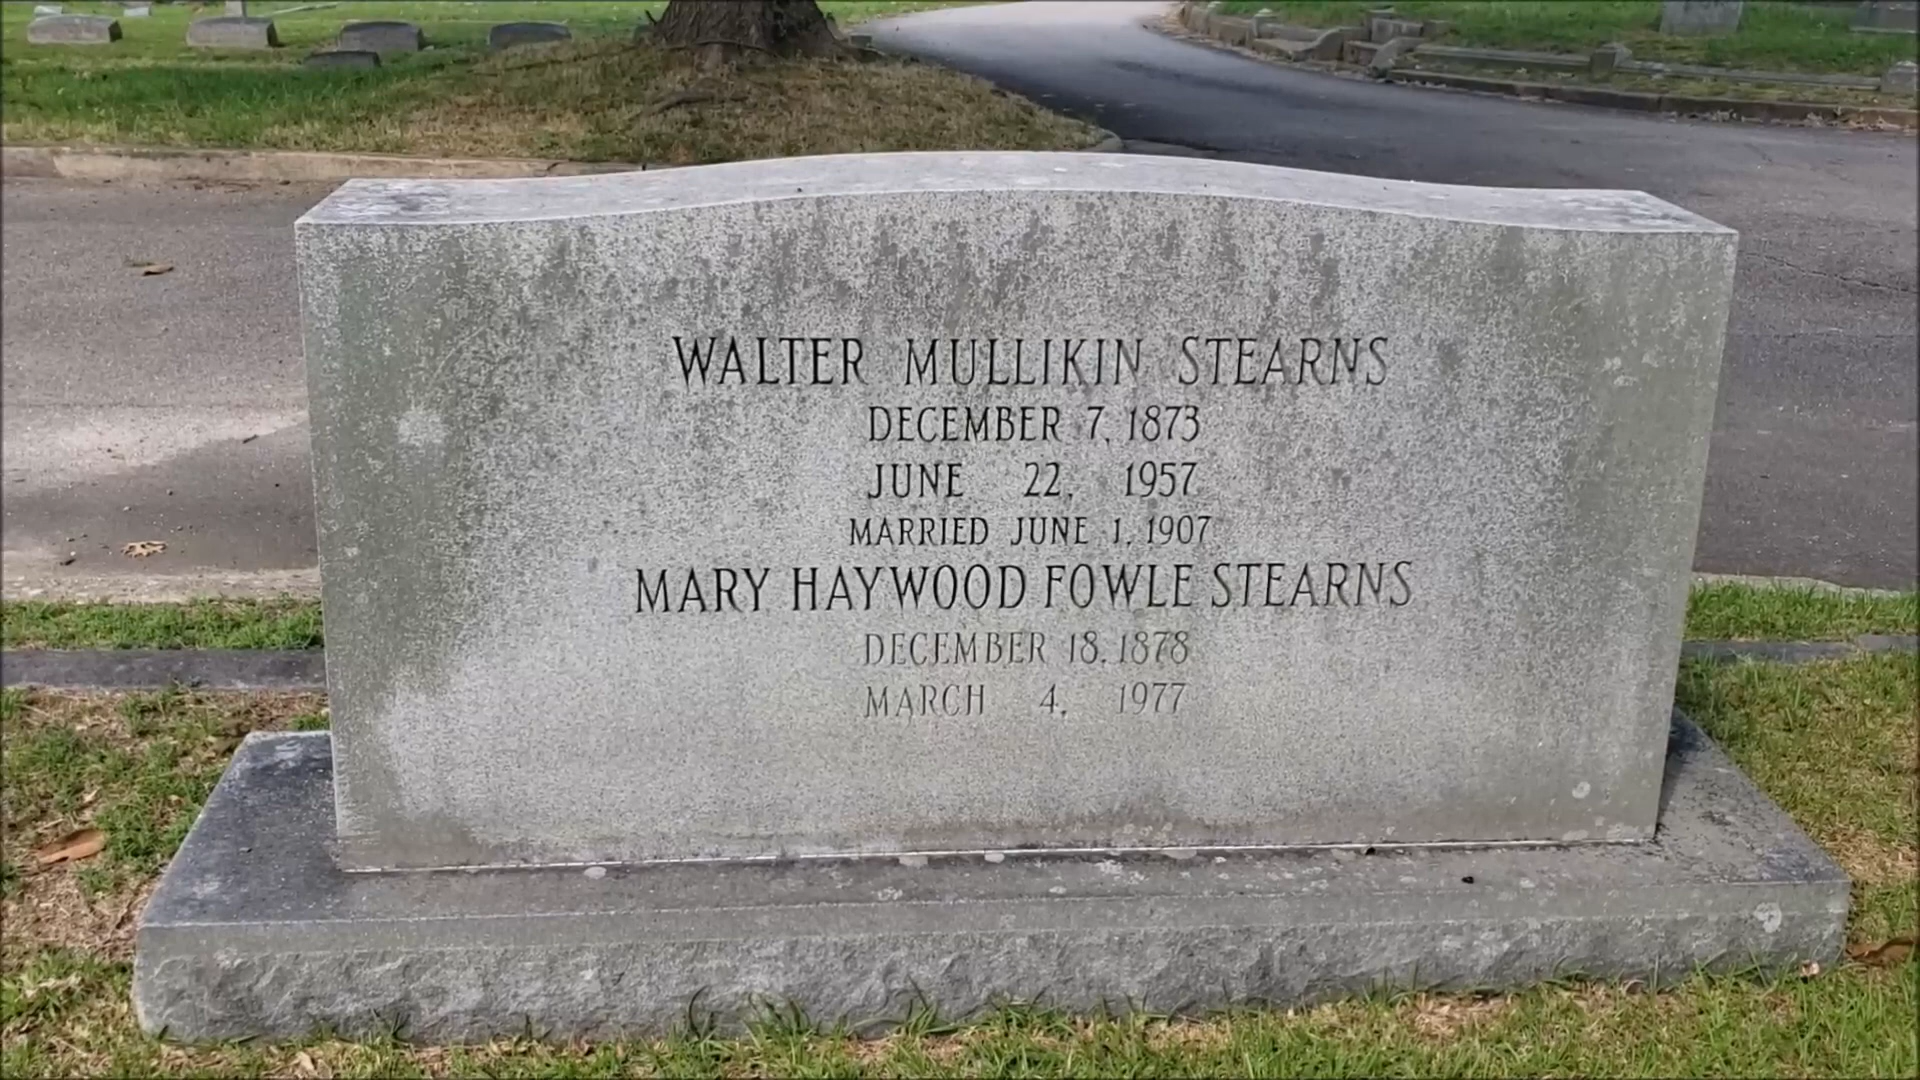 WALTER MULLIKIN STEARNS
DECEMBER 7, 1873
JUNE 22, 1957
MARRIED JUNE 1, 1907
MARY HAYWOOD FOWLE STEARNS
DECEMBER 18, 1878
MARCH 4, 1977